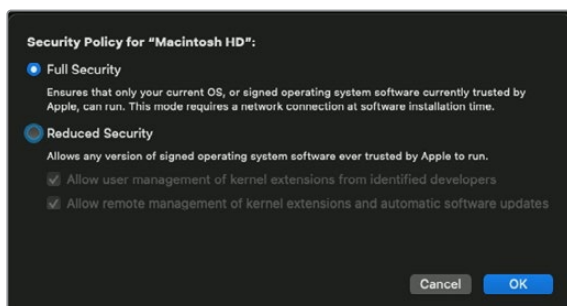 Security Policy for “Macintosh HD”:
Full Security
Ensures that only your current OS, or signed operating system software currently trusted by
Apple, can run. This mode requires a network connection at software installation time.
Reduced Security
Allows any version of signed operating system software ever trusted by Apple to run.
Allow user management of kernel extensions from identified developers
Allow remote management of kernel extensions and automatic software updates
Cancel
OK